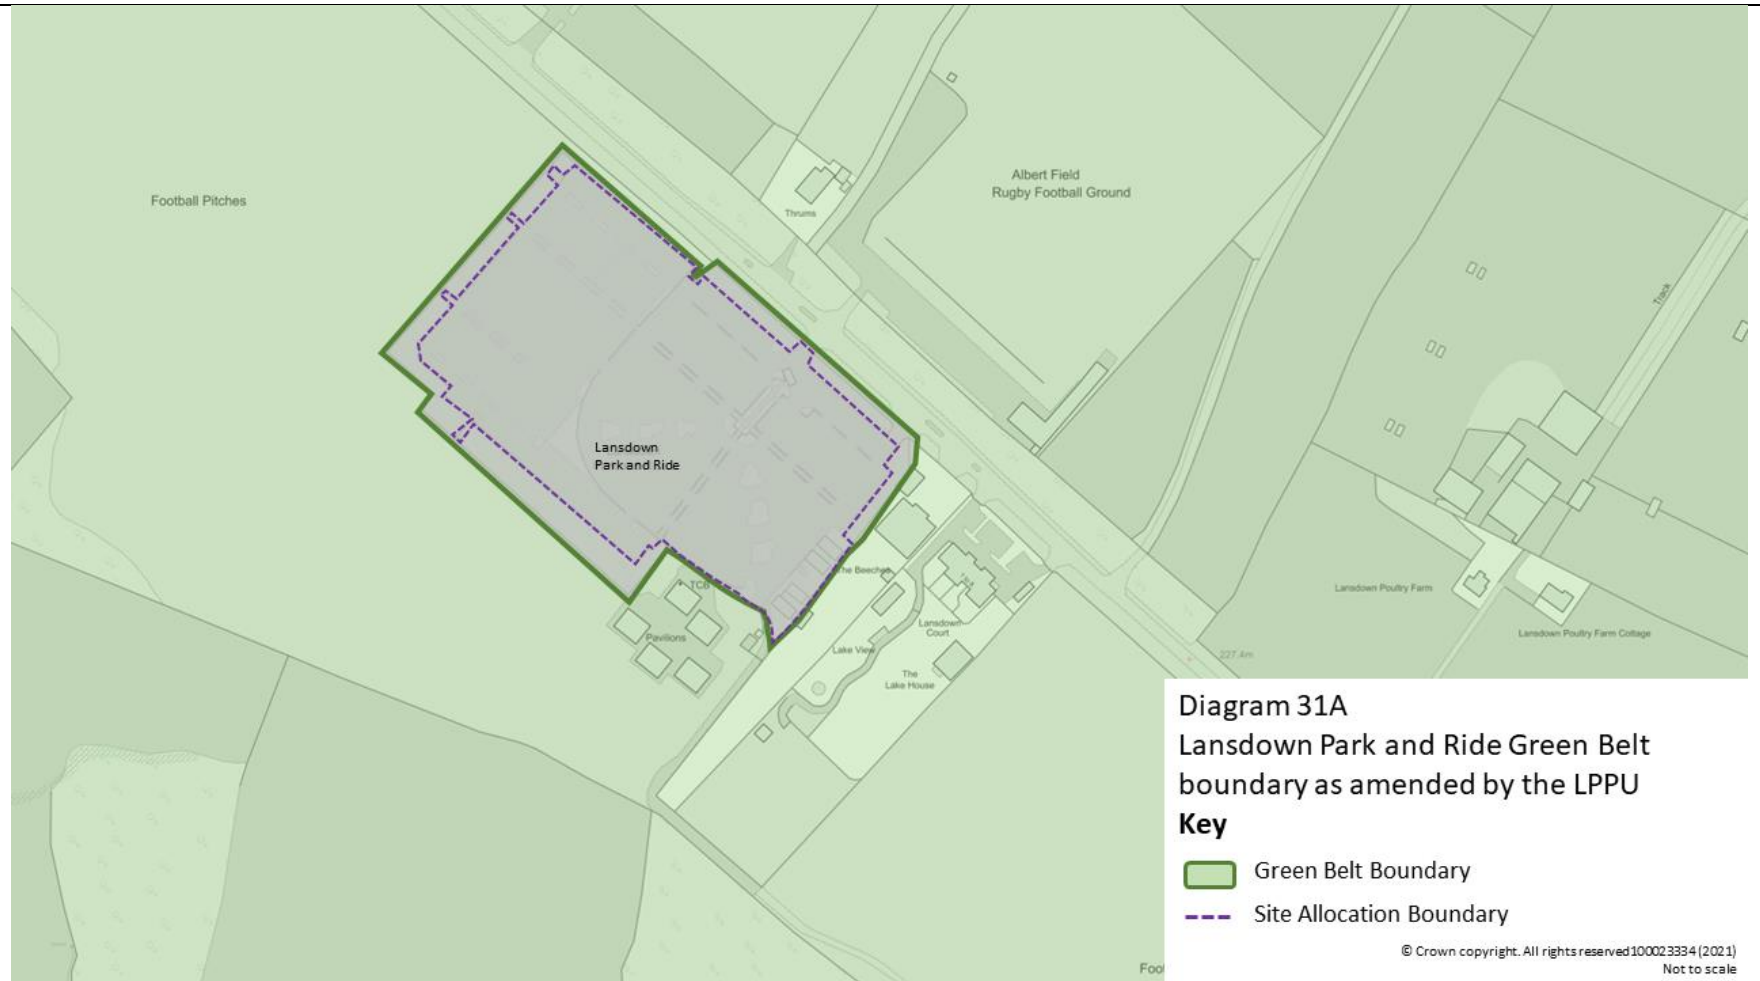 Football Pitches
Albert Field
Rugby Football Ground
Thrums
Track
Lansdown
Park and Ride
The Beeches
TCB
Pavilions
Lansdown
Court
Lake View
The
Lake House
Lansdown Poultry Farm
Lansdown Poultry Farm Cottage
227.4m
Diagram 31A
Lansdown Park and Ride Green Belt
boundary as amended by the LPPU
Key
Green Belt Boundary
Site Allocation Boundary
© Crown copyright. All rights reserved100023334 (2021)
Not to scale
Foo